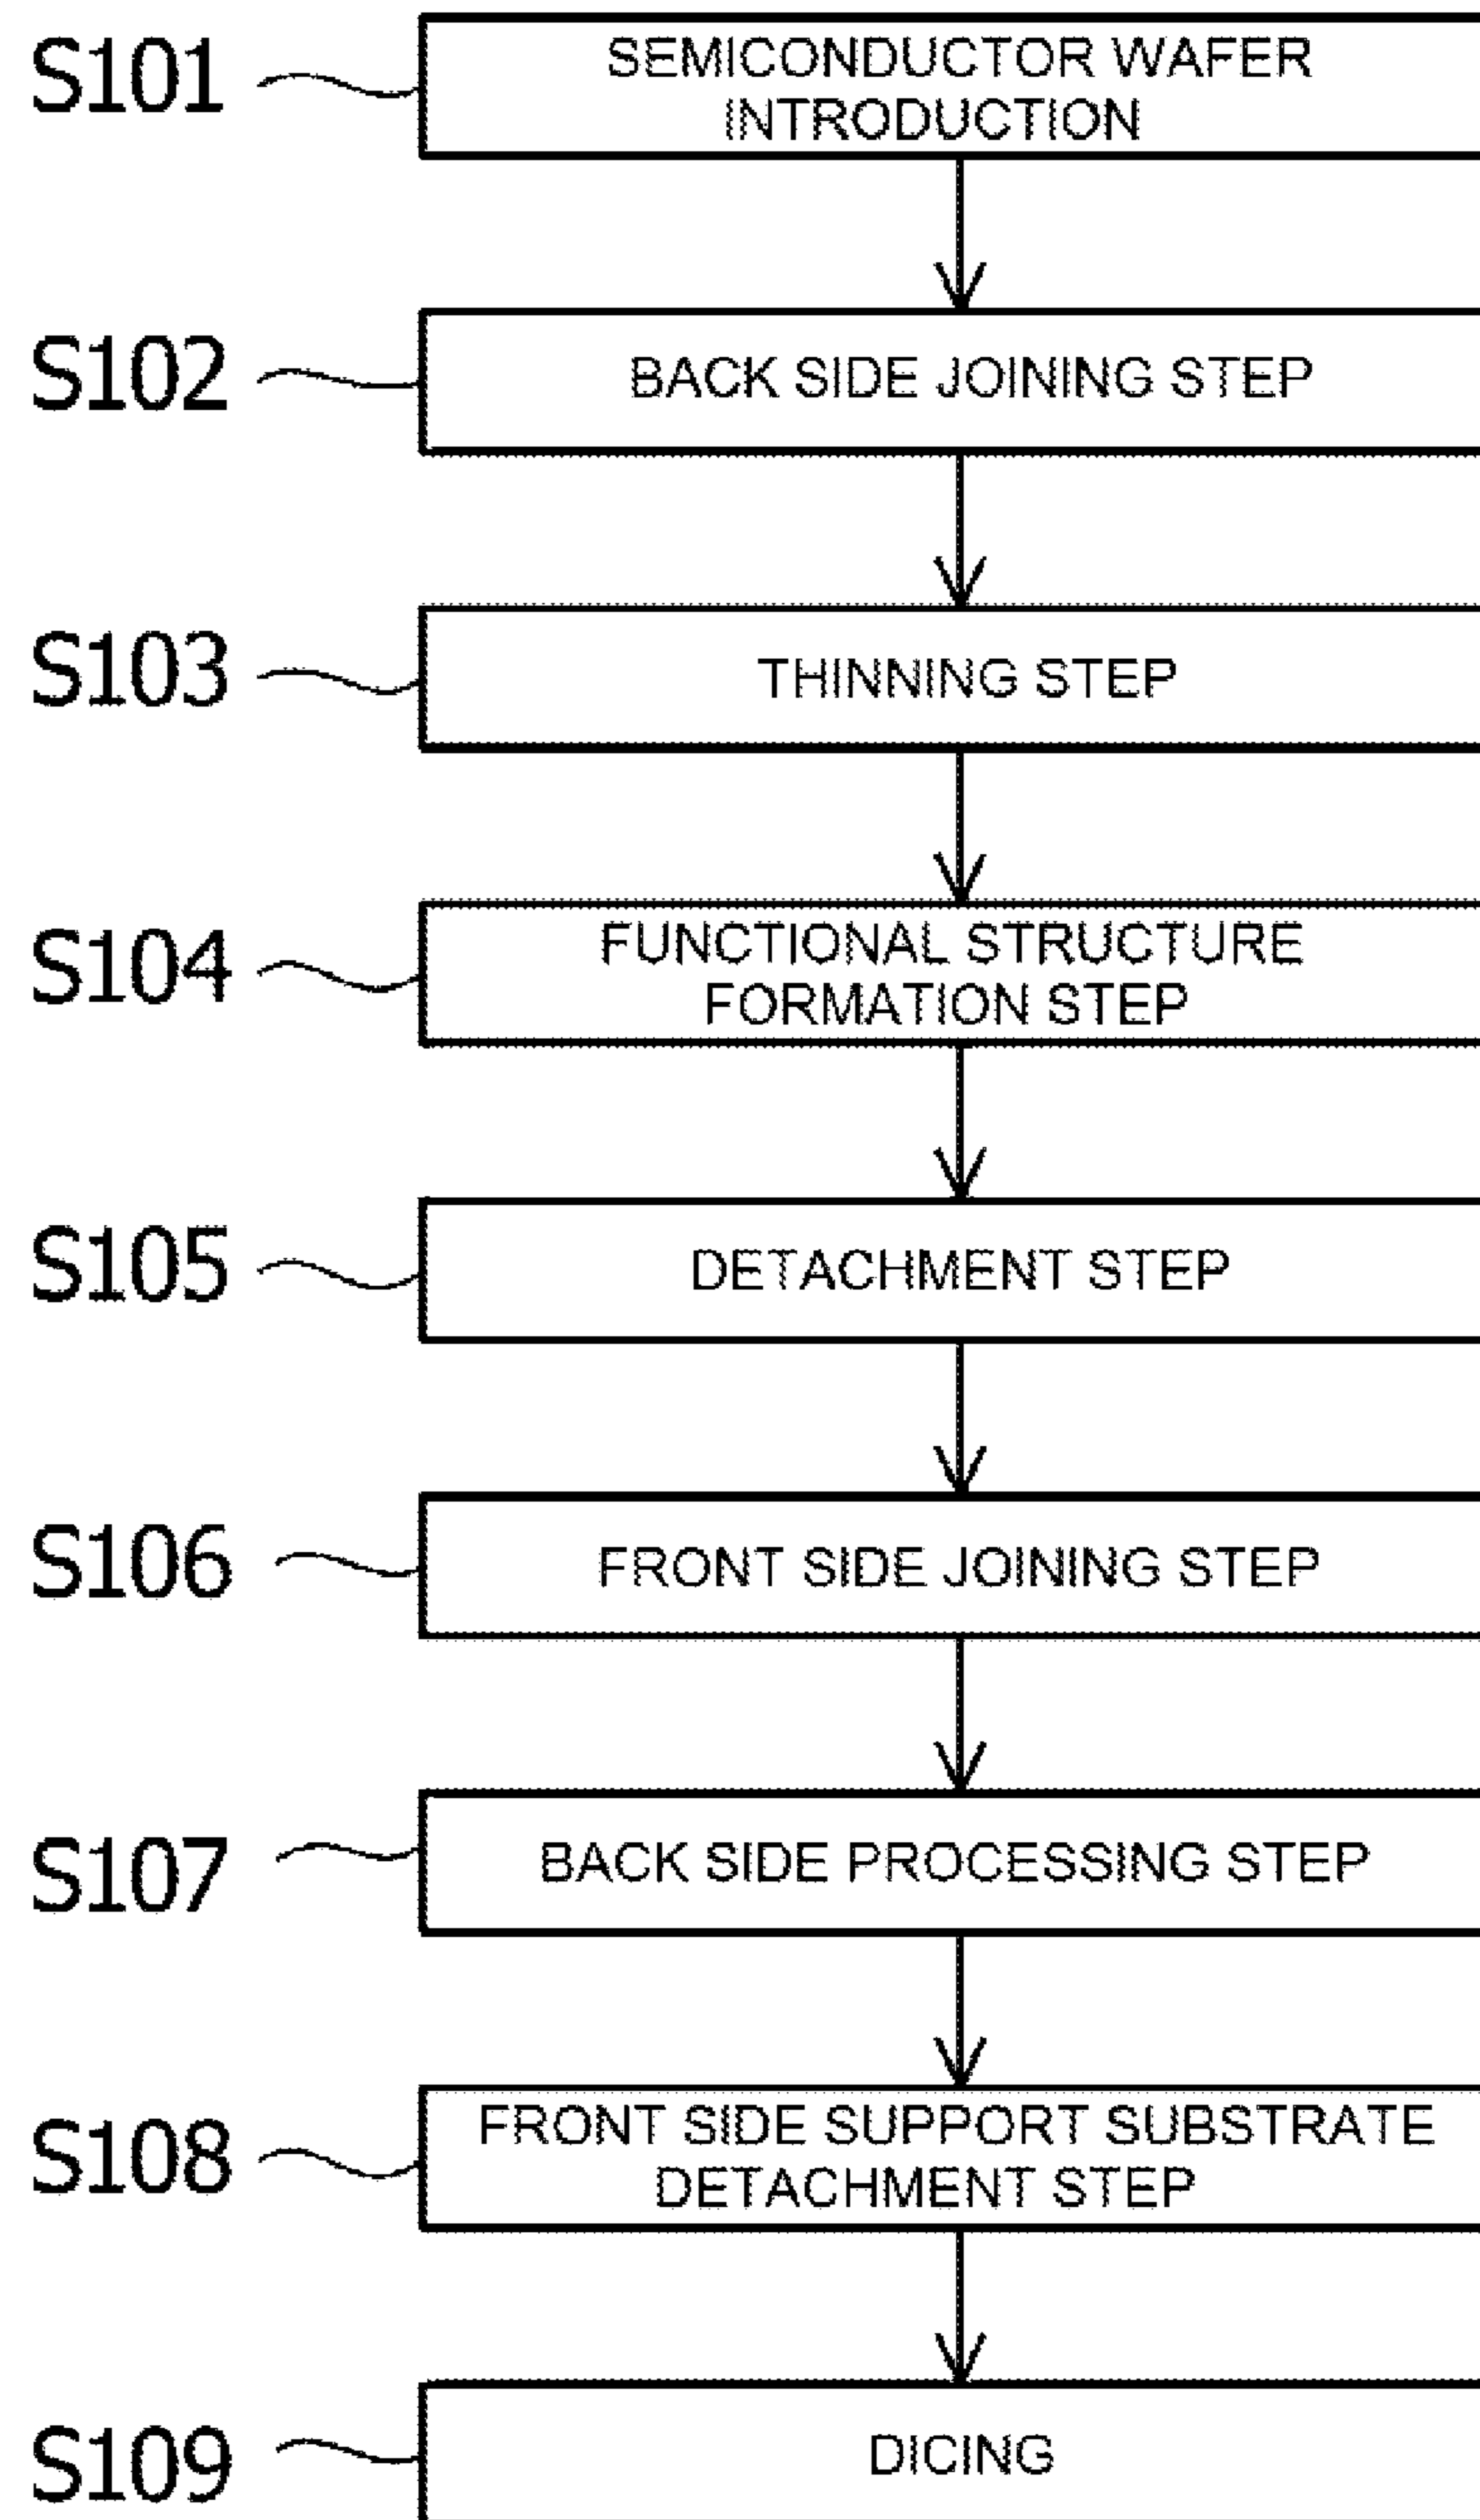 S101
SEMICONDUCTOR WAFER
INTRODUCTION
S102
BACK SIDE JOINING STEP
S103
THINNING STEP
S104
FUNCTIONAL STRUCTURE
FORMATION STEP
S105
DETACHMENT STEP
S106
FRONT SIDE JOINING STEP
S107
BACK SIDE PROCESSING STEP
S108
FRONT SIDE SUPPORT SUBSTRATE
DETACHMENT STEP
S109
DICING